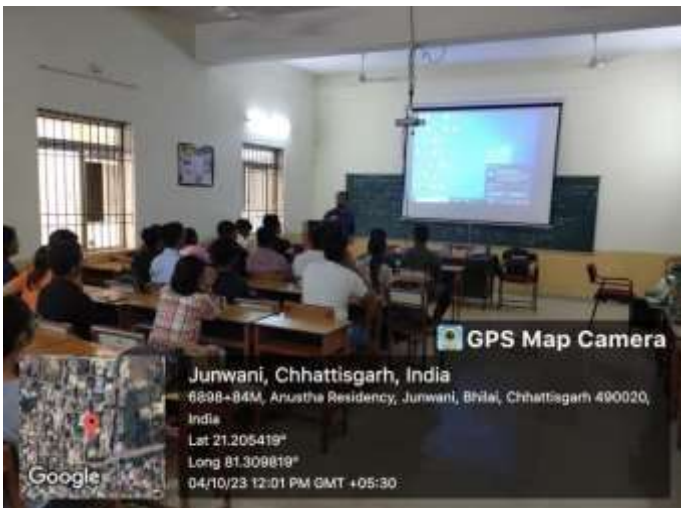 GPS Map Camera
Junwani, Chhattisgarh, India
6898+84M, Anustha Residency, Junwani, Bhilai, Chhattisgarh 490020,
India
Lat 21.205419°
Long 81.309819°
04/10/23 12:01 PM GMT +05:30
Google